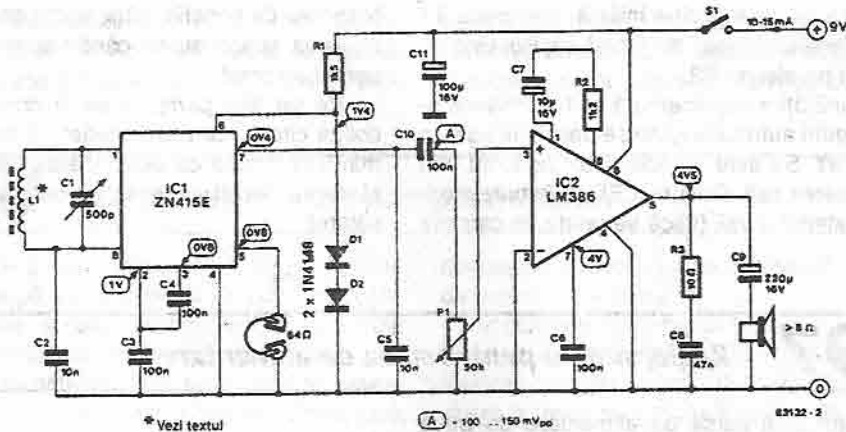 S1
10-15mA
9V
R1
1k5
C11
100µ
16V
C7
10µ
16V
R2
1k2
6
1V4
0V4
7
C10
100n
A
1
8
6
3
+
L1*
C1
500p
IC1
ZN415E
IC2
LM386
5
4V5
8
0V8
0V8
5
2
7
4
4V
1V
2
3
4
C4
100n
64Ω
D1
D2
2 x 1N4148
R3
10Ω
C9
220µ
16V
P1
50k
> 8 Ω
C2
10n
C3
100n
C5
10n
C6
100n
C8
47n
0
* Vezi textul
A = 100 ... 150 mVpp
83132 - 2